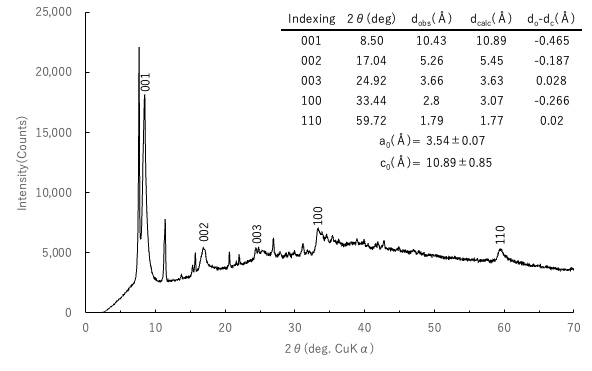 25,000
20,000
15,000
10,000
5,000
0
Intensity(Counts)
Indexing 2θ(deg) dobs(Å) dcalc(Å) do-dc(Å)
001 8.50 10.43 10.89 -0.465
002 17.04 5.26 5.45 -0.187
003 24.92 3.66 3.63 0.028
100 33.44 2.8 3.07 -0.266
110 59.72 1.79 1.77 0.02
a0(Å)= 3.54±0.07
c0(Å)= 10.89±0.85
001
002
003
100
110
0 10 20 30 40 50 60 70
2θ(deg. CuKα)